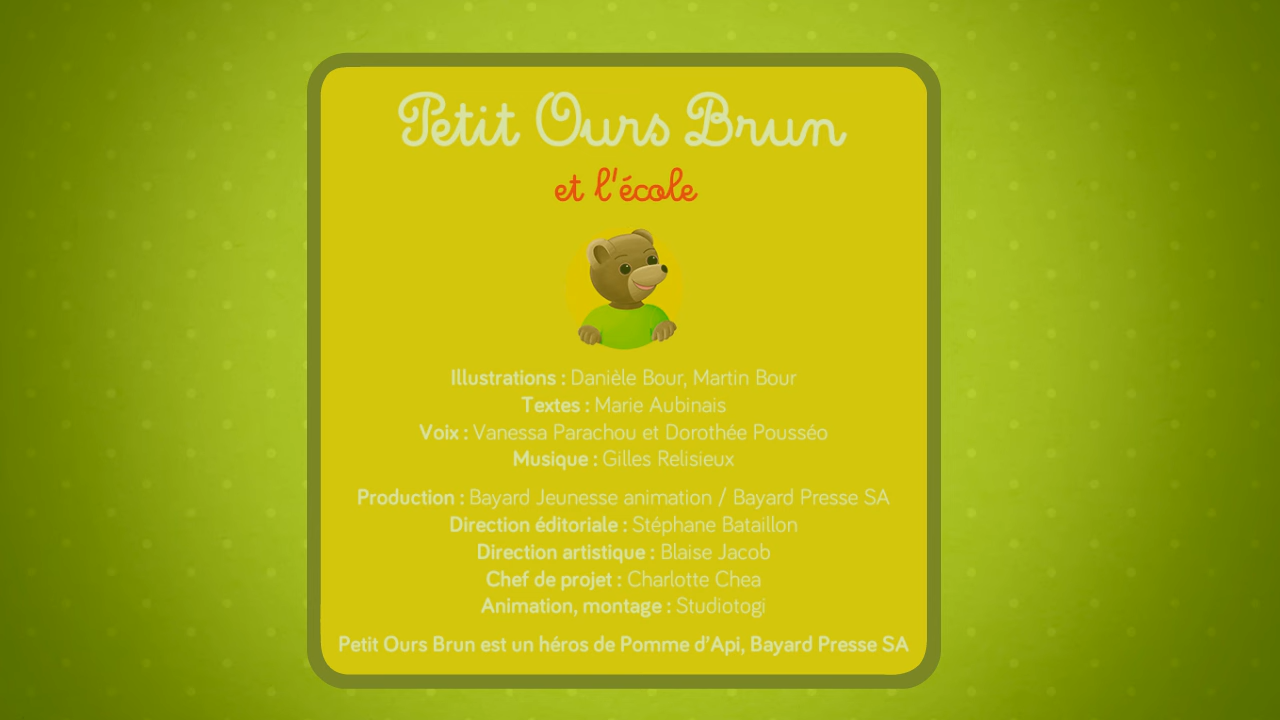 Petit Ours Brun
et l'école
Illustrations : Danièle Bour, Martin Bour
Textes : Marie Aubinais
Voix : Vanessa Parachou et Dorothée Pousséo
Musique : Gilles Relisieux
Production : Bayard Jeunesse animation / Bayard Presse SA
Direction éditoriale : Stéphane Bataillon
Direction artistique : Blaise Jacob
Chef de projet : Charlotte Chea
Animation, montage : Studiotogi
Petit Ours Brun est un héros de Pomme d'Api, Bayard Presse SA